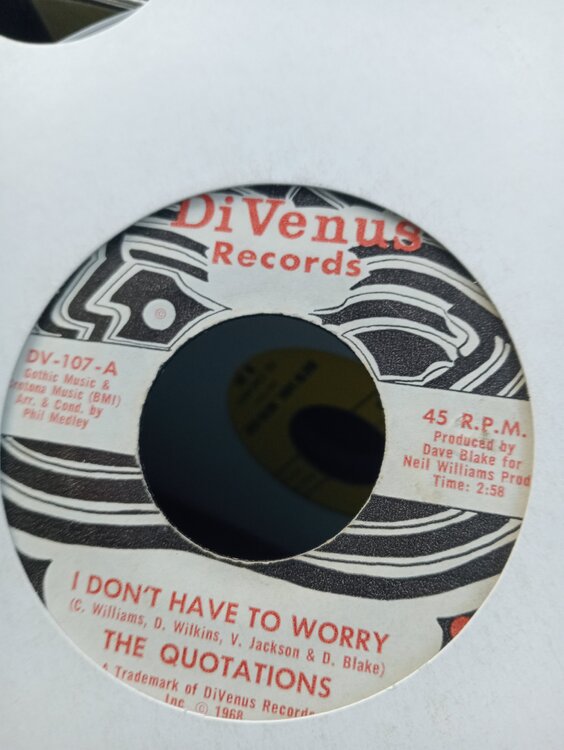 DiVenus
Records
©
DV-107-A
Gothic Music &
Music (BMI)
Arr. & Cond. by
Phil Medley
45 R.P.M.
Produced by
Dave Blake for
Neil Williams Prod
Time: 2:58
I DON'T HAVE TO WORRY
(C. Williams, D. Wilkins, V. Jackson & D. Blake)
THE QUOTATIONS
A Trademark of DiVenus Records
Inc. © 1968